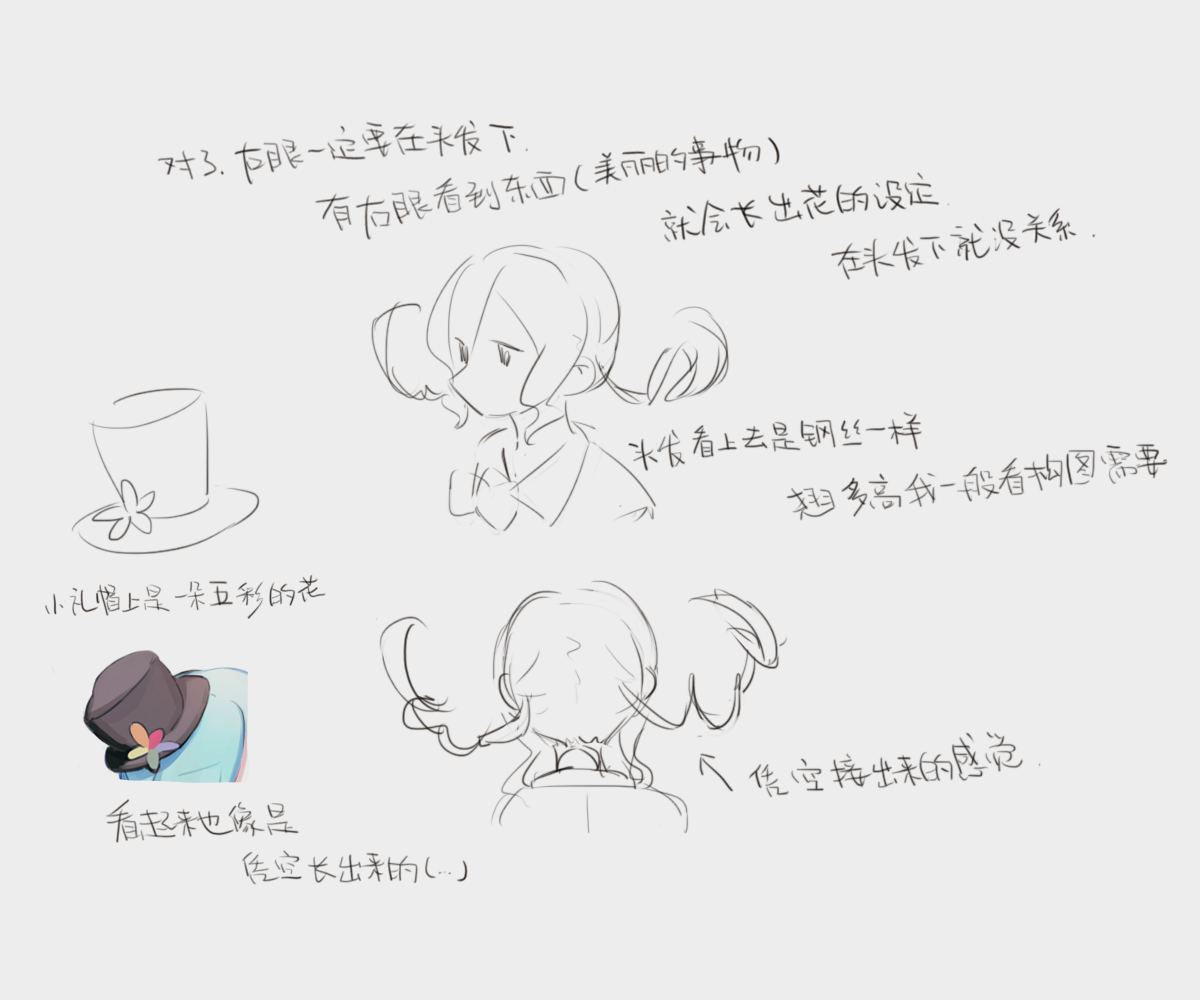 对了.右眼一定要在头发下.
有右眼看到东西(美丽的事物)
就会长出花的设定.
在头发下就没关系.
头发看上去是钢丝一样
翘多高我一般看构图需要
小礼帽上是一朵五彩的花
看起来也像是
凭空长出来的(...)
凭空接出来的感觉.